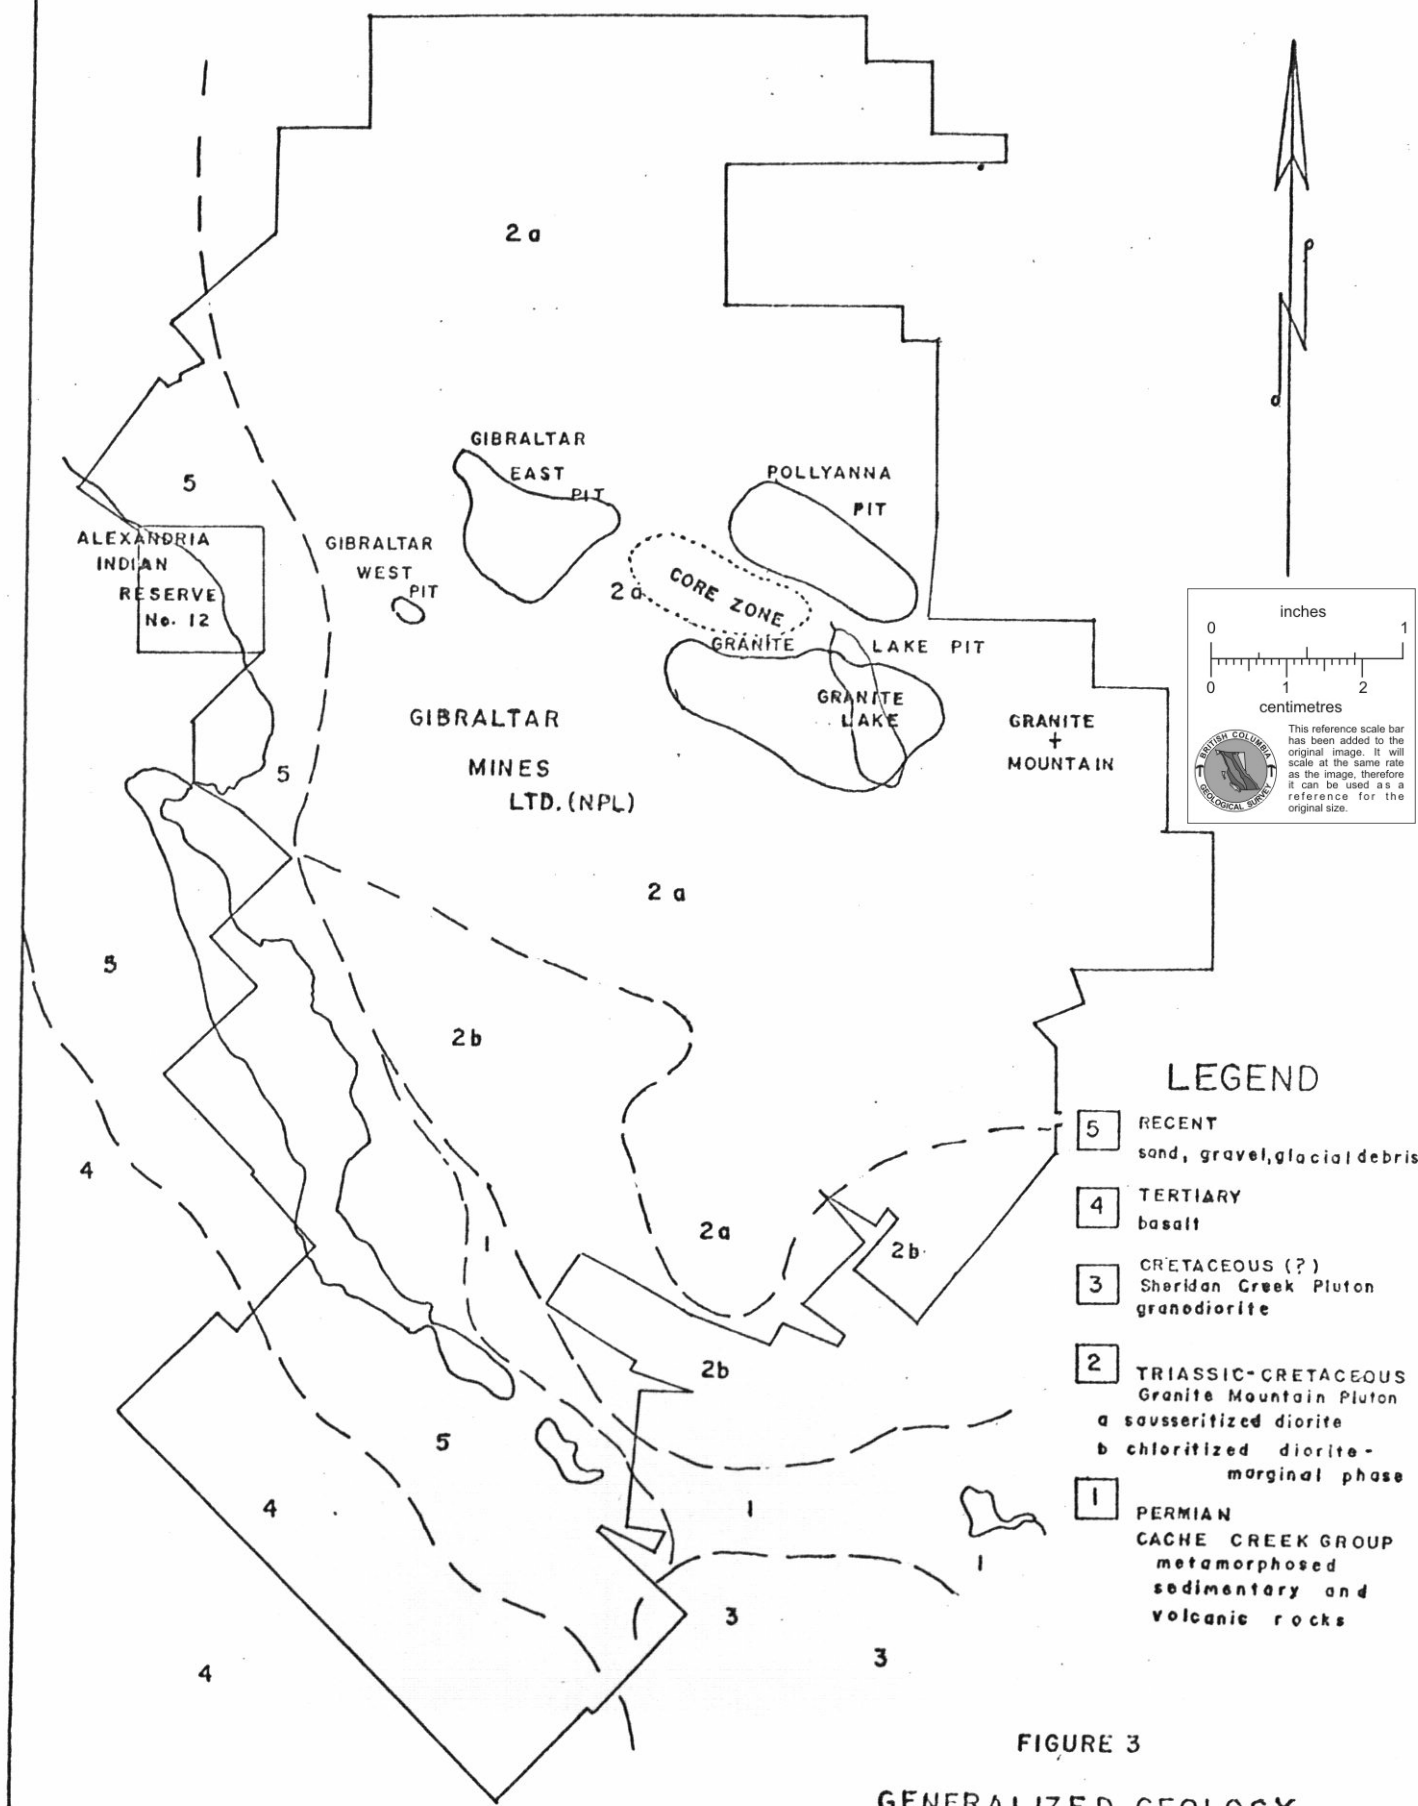 2 a
GIBRALTAR
EAST
PIT
POLLYANNA
PIT
5
ALEXANDRIA
INDIAN
RESERVE
No. 12
GIBRALTAR
WEST
PIT
2 a
CORE ZONE
GRANITE
LAKE PIT
GRANITE
LAKE
GRANITE
+
MOUNTAIN
GIBRALTAR
MINES
LTD. (NPL)
5
2 a
5
2b
4
1
2a
2b
2b
5
4
1
1
3
3
4
inches
0 1
0 1 2
centimetres
BRITISH COLUMBIA
GEOLOGICAL SURVEY
This reference scale bar
has been added to the
original image. It will
scale at the same rate
as the image, therefore
it can be used as a
reference for the
original size.
LEGEND
5 RECENT
sand, gravel, glacial debris
4 TERTIARY
basalt
3 CRETACEOUS (?)
Sheridan Creek Pluton
granodiorite
2 TRIASSIC-CRETACEOUS
Granite Mountain Pluton
a sausseritized diorite
b chloritized diorite-
marginal phase
1 PERMIAN
CACHE CREEK GROUP
metamorphosed
sedimentary and
volcanic rocks
FIGURE 3
GENERALIZED GEOLOGY